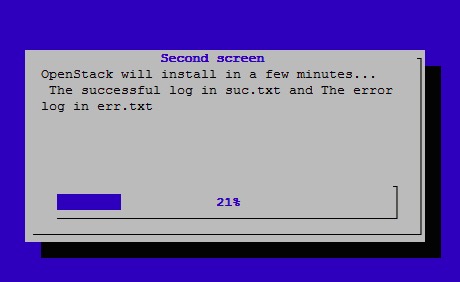 Second screen
OpenStack will install in a few minutes...
The successful log in suc.txt and The error
log in err.txt
21%